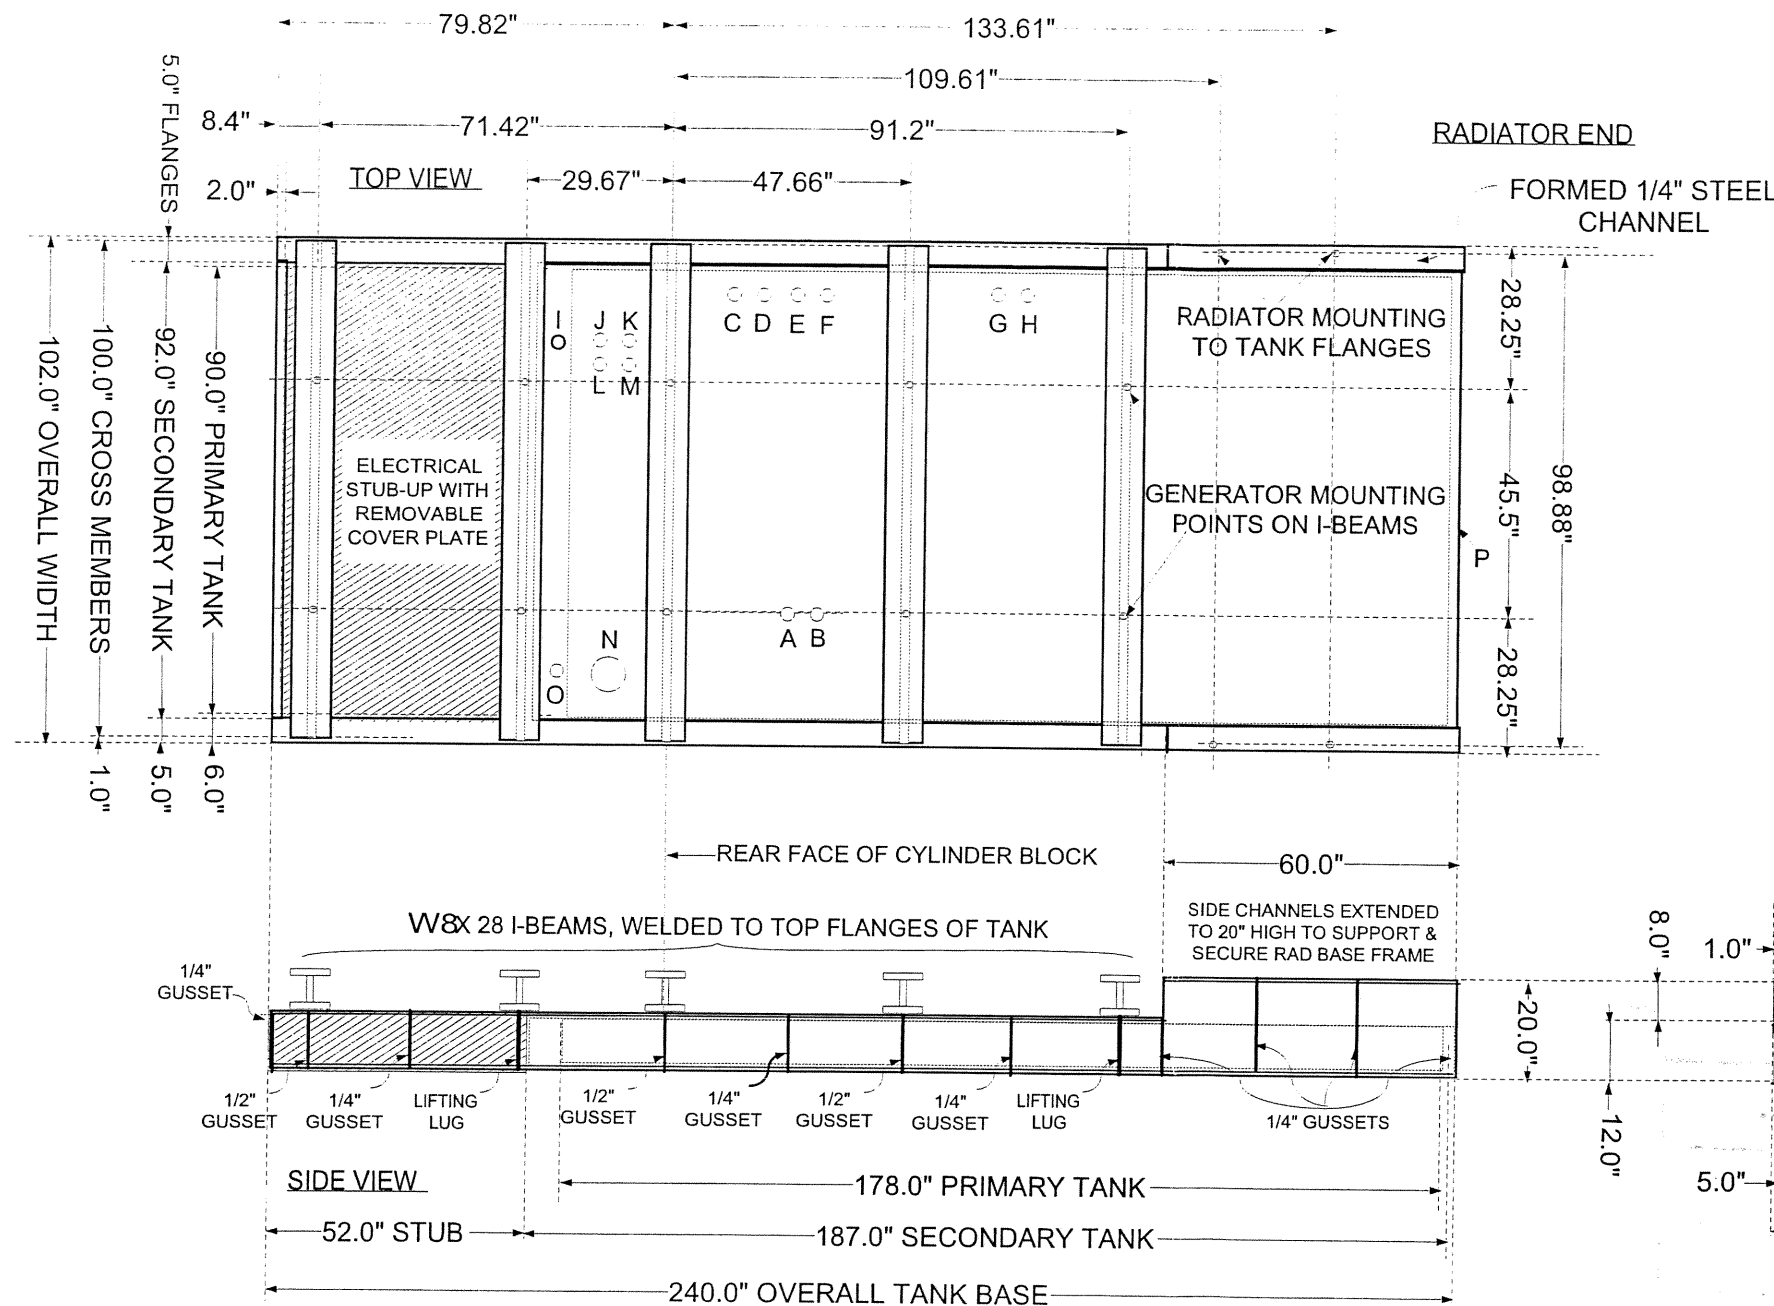 79.82"
133.61"
109.61"
5.0" FLANGES
8.4"
71.42"
91.2"
RADIATOR END
2.0"
TOP VIEW
29.67"
47.66"
FORMED 1/4" STEEL
CHANNEL
102.0" OVERALL WIDTH
100.0" CROSS MEMBERS
92.0" SECONDARY TANK
90.0" PRIMARY TANK
1.0"
5.0"
6.0"
I
J K
L M
C D E F
G H
RADIATOR MOUNTING
TO TANK FLANGES
28.25"
45.5"
98.88"
28.25"
ELECTRICAL
STUB-UP WITH
REMOVABLE
COVER PLATE
GENERATOR MOUNTING
POINTS ON I-BEAMS
P
N
O
A B
REAR FACE OF CYLINDER BLOCK
60.0"
W8X 28 I-BEAMS, WELDED TO TOP FLANGES OF TANK
SIDE CHANNELS EXTENDED
TO 20" HIGH TO SUPPORT &
SECURE RAD BASE FRAME
8.0"
1.0"
1/4"
GUSSET
20.0"
12.0"
1/2"
GUSSET
1/4"
GUSSET
LIFTING
LUG
1/2"
GUSSET
1/4"
GUSSET
1/2"
GUSSET
1/4"
GUSSET
LIFTING
LUG
1/4" GUSSETS
SIDE VIEW
178.0" PRIMARY TANK
5.0"
52.0" STUB
187.0" SECONDARY TANK
240.0" OVERALL TANK BASE